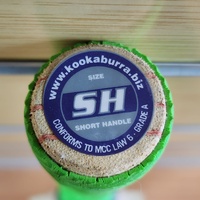 www.kookaburra.biz
SIZE
SH
SHORT HANDLE
CONFORMS TO MCC LAW 6 - GRADE A